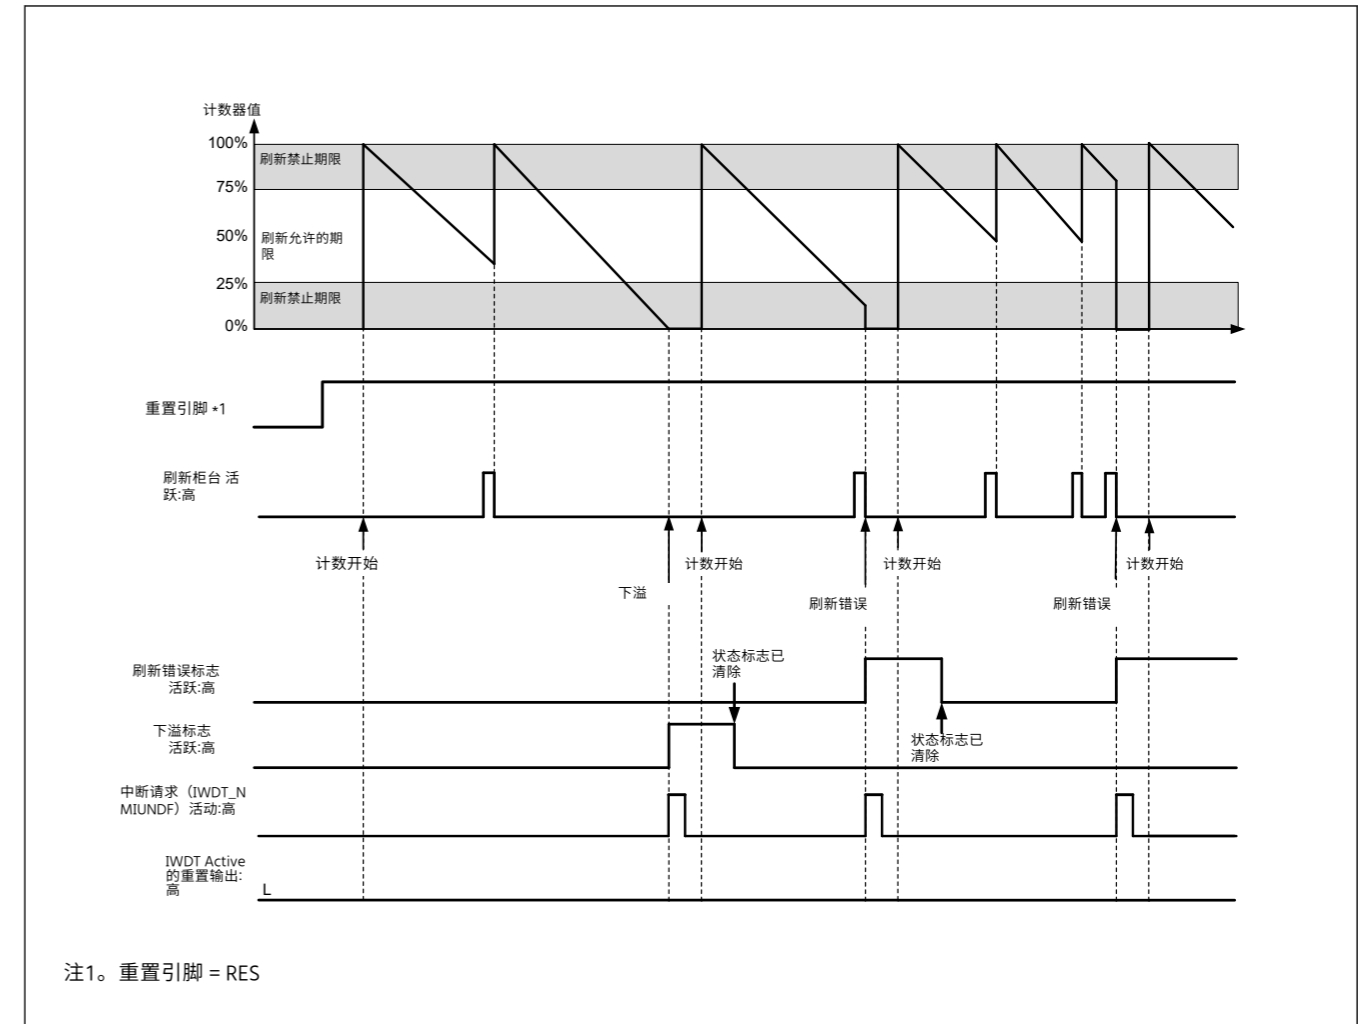 计数器值
100%
刷新禁止期限
75%
50%
刷新允许的期
限
25%
刷新禁止期限
0%
重置引脚 *1
刷新柜台 活
跃:高
计数开始
下溢
计数开始
刷新错误
计数开始
刷新错误
计数开始
刷新错误标志
活跃:高
状态标志已
清除
下溢标志
活跃:高
状态标志已
清除
中断请求（IWDT_N
MIUNDF）活动:高
IWDT Active
的重置输出:
高
L
注1。重置引脚 = RES